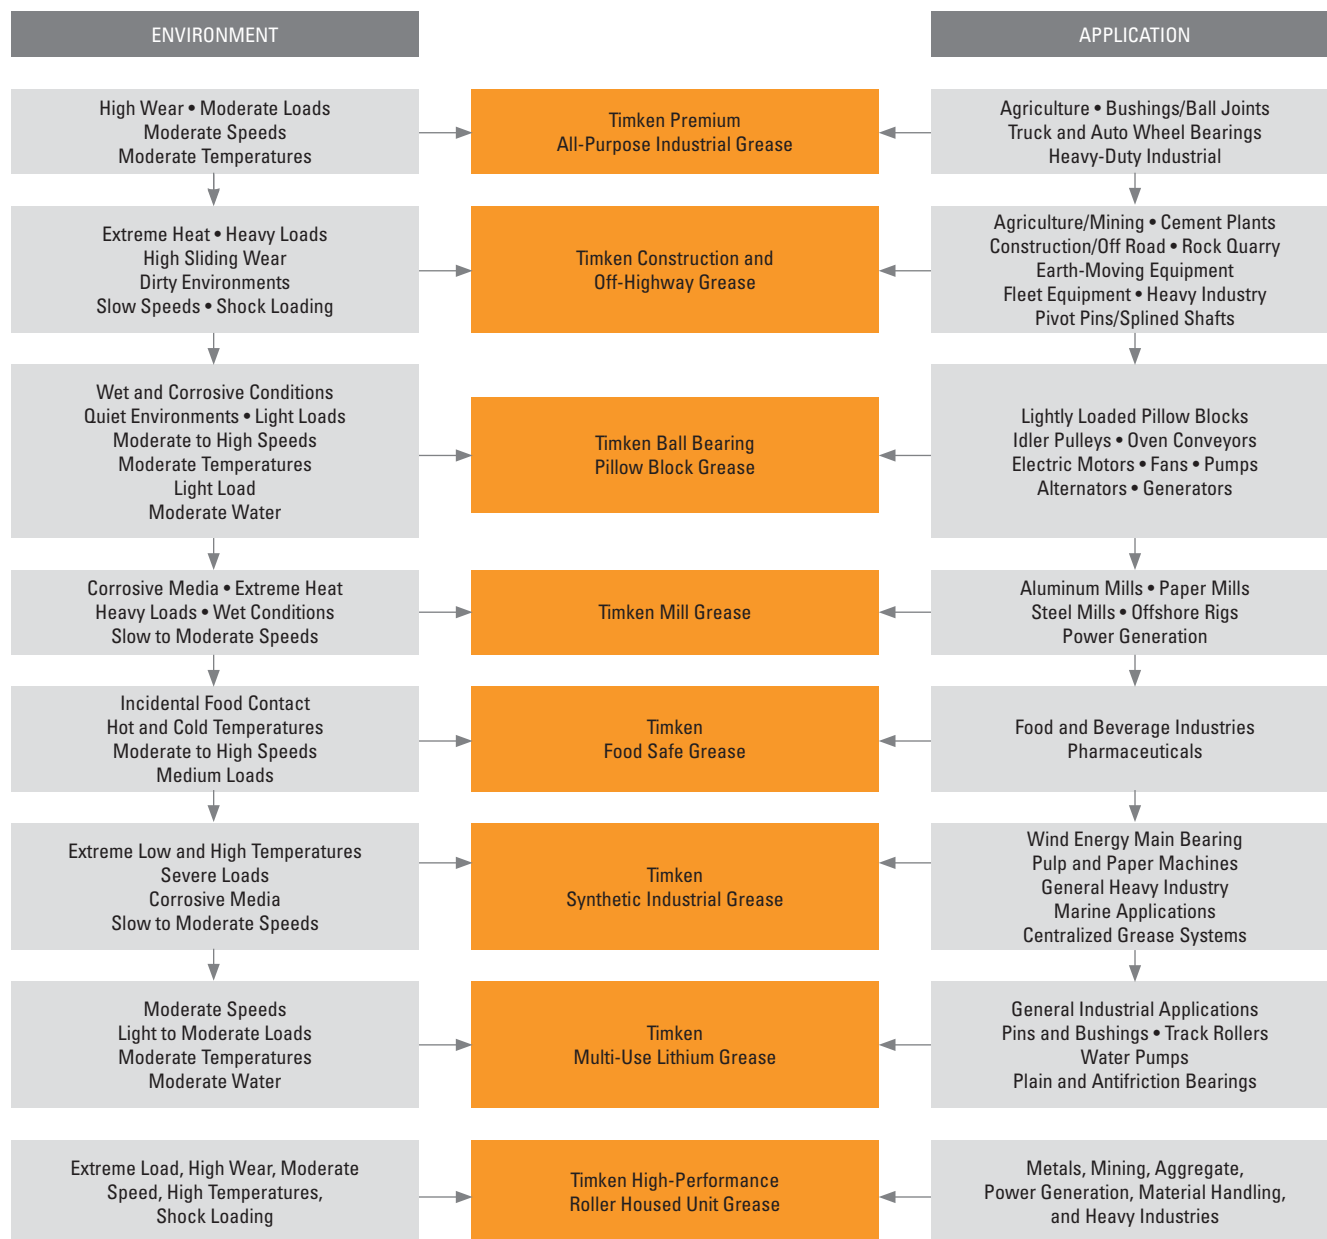 ENVIRONMENT
APPLICATION
High Wear • Moderate Loads
Moderate Speeds
Moderate Temperatures
Timken Premium
All-Purpose Industrial Grease
Agriculture • Bushings/Ball Joints
Truck and Auto Wheel Bearings
Heavy-Duty Industrial
Extreme Heat • Heavy Loads
High Sliding Wear
Dirty Environments
Slow Speeds • Shock Loading
Timken Construction and
Off-Highway Grease
Agriculture/Mining • Cement Plants
Construction/Off Road • Rock Quarry
Earth-Moving Equipment
Fleet Equipment • Heavy Industry
Pivot Pins/Splined Shafts
Wet and Corrosive Conditions
Quiet Environments • Light Loads
Moderate to High Speeds
Moderate Temperatures
Light Load
Moderate Water
Timken Ball Bearing
Pillow Block Grease
Lightly Loaded Pillow Blocks
Idler Pulleys • Oven Conveyors
Electric Motors • Fans • Pumps
Alternators • Generators
Corrosive Media • Extreme Heat
Heavy Loads • Wet Conditions
Slow to Moderate Speeds
Timken Mill Grease
Aluminum Mills • Paper Mills
Steel Mills • Offshore Rigs
Power Generation
Incidental Food Contact
Hot and Cold Temperatures
Moderate to High Speeds
Medium Loads
Timken
Food Safe Grease
Food and Beverage Industries
Pharmaceuticals
Extreme Low and High Temperatures
Severe Loads
Corrosive Media
Slow to Moderate Speeds
Timken
Synthetic Industrial Grease
Wind Energy Main Bearing
Pulp and Paper Machines
General Heavy Industry
Marine Applications
Centralized Grease Systems
Moderate Speeds
Light to Moderate Loads
Moderate Temperatures
Moderate Water
Timken
Multi-Use Lithium Grease
General Industrial Applications
Pins and Bushings • Track Rollers
Water Pumps
Plain and Antifriction Bearings
Extreme Load, High Wear, Moderate
Speed, High Temperatures,
Shock Loading
Timken High-Performance
Roller Housed Unit Grease
Metals, Mining, Aggregate,
Power Generation, Material Handling,
and Heavy Industries